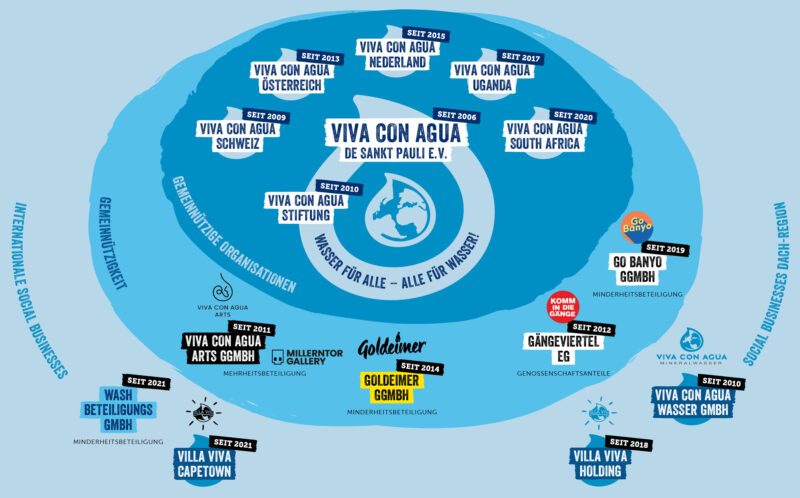 SEIT 2015
VIVA CON AGUA
NEDERLAND
SEIT 2013
VIVA CON AGUA
ÖSTERREICH
SEIT 2017
VIVA CON AGUA
UGANDA
SEIT 2009
VIVA CON AGUA
SCHWEIZ
SEIT 2006
VIVA CON AGUA
DE SANKT PAULI E.V.
SEIT 2020
VIVA CON AGUA
SOUTH AFRICA
SEIT 2010
VIVA CON AGUA
STIFTUNG
WASSER FÜR ALLE – ALLE FÜR WASSER!
GEMEINNÜTZIGE ORGANISATIONEN
GEMEINNÜTZIGKEIT
INTERNATIONALE SOCIAL BUSINESSES
SOCIAL BUSINESSES DACH-REGION
Go
Banyo
SEIT 2019
GO BANYO
GGMBH
MINDERHEITSBETEILIGUNG
VIVA CON AGUA
ARTS
SEIT 2011
VIVA CON AGUA
ARTS GGMBH
MILLERNTOR
GALLERY
MEHRHEITSBETEILIGUNG
Goldeimer
SEIT 2014
GOLDEIMER
GGMBH
MINDERHEITSBETEILIGUNG
KOMM
IN DIE
GÄNGE
SEIT 2012
GÄNGEVIERTEL
EG
GENOSSENSCHAFTSANTEILE
VIVA CON AGUA
MINERALWASSER
SEIT 2010
VIVA CON AGUA
WASSER GMBH
SEIT 2021
WASH
BETEILIGUNGS
GMBH
MINDERHEITSBETEILIGUNG
SEIT 2021
VILLA VIVA
CAPETOWN
SEIT 2018
VILLA VIVA
HOLDING